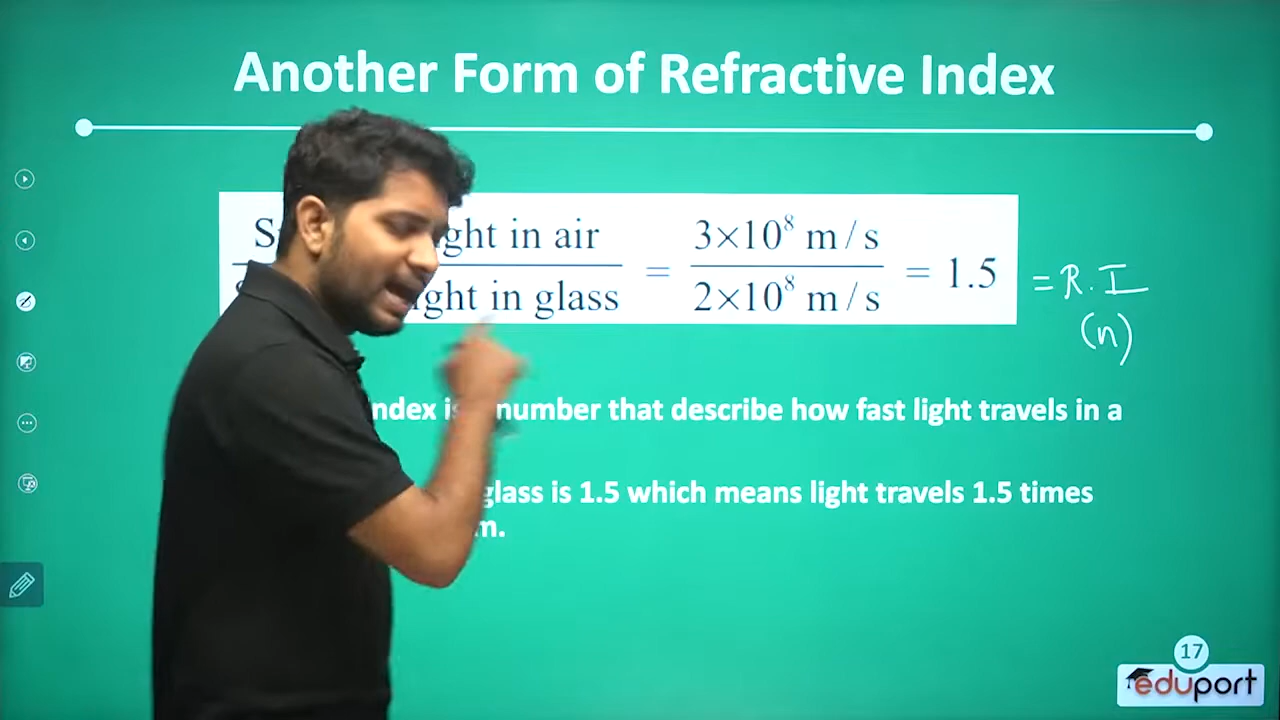 Another Form of Refractive Index
ght in air
ght in glass
= 3×10⁸ m/s
2×10⁸ m/s
= 1.5
= R.I
(n)
number that describe how fast light travels in a
glass is 1.5 which means light travels 1.5 times
17
eduport